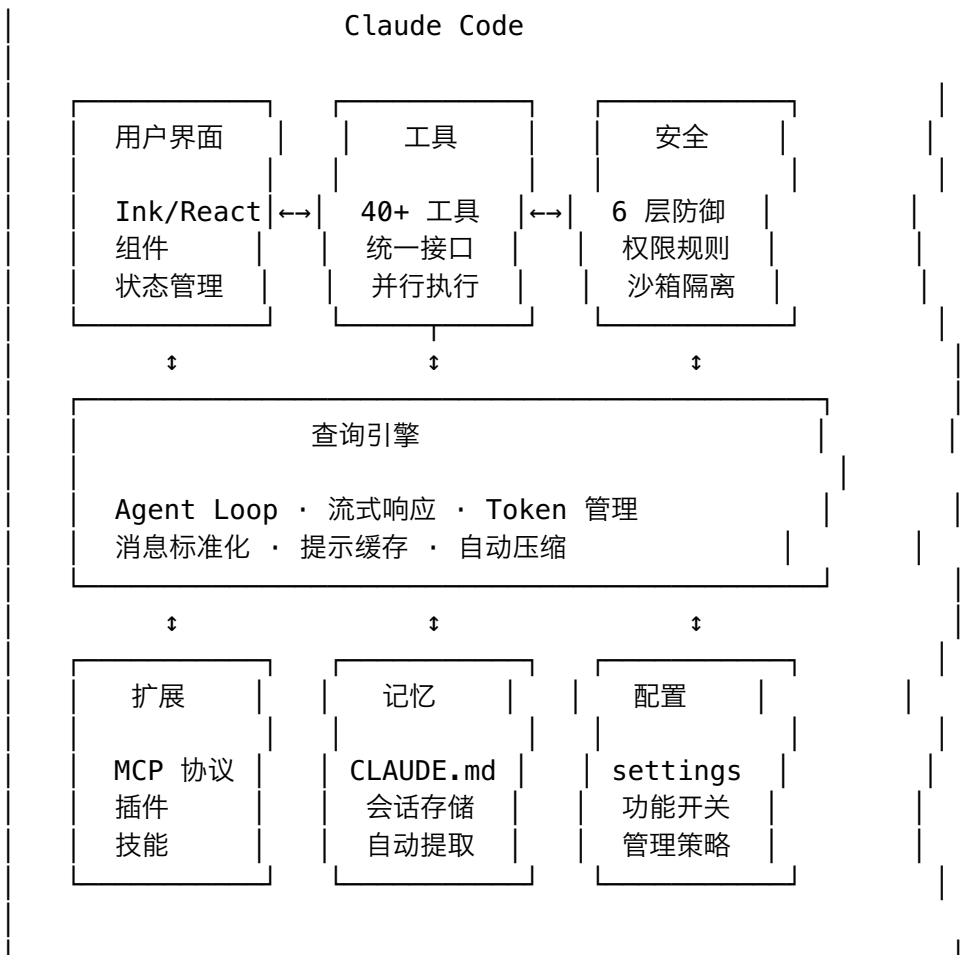 Claude Code
用户界面 工具 安全
Ink/React ←→ 40+ 工具 ←→ 6 层防御
组件 统一接口 权限规则
状态管理 并行执行 沙箱隔离
↕ ↕ ↕
查询引擎
Agent Loop · 流式响应 · Token 管理
消息标准化 · 提示缓存 · 自动压缩
↕ ↕ ↕
扩展 记忆 配置
MCP 协议 CLAUDE.md settings
插件 会话存储 功能开关
技能 自动提取 管理策略